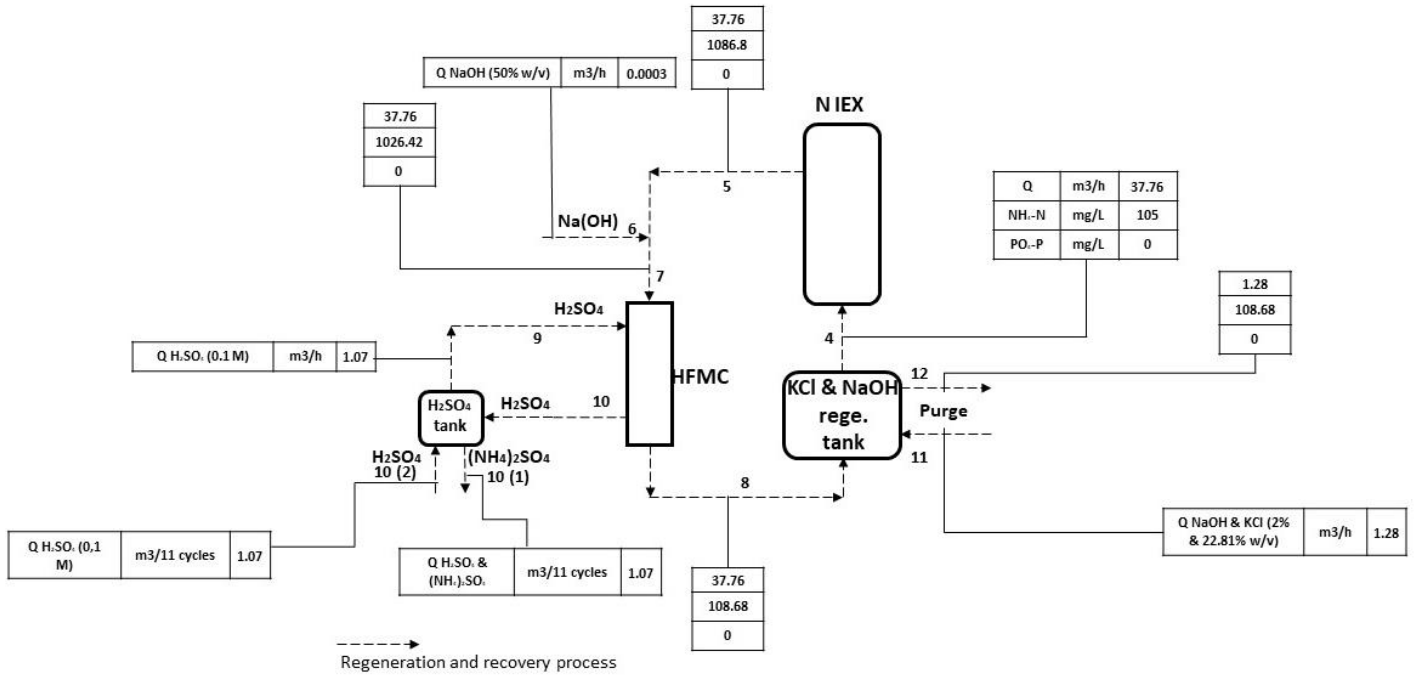 37.76
1086.8
0
Q NaOH (50% w/v) m3/h 0.0003
N IEX
37.76
1026.42
0
5
Q m3/h 37.76
NH₄-N mg/L 105
PO₄-P mg/L 0
Na(OH)
6
7
1.28
108.68
0
H₂SO₄
9
4
Q H₂SO₄ (0.1 M) m3/h 1.07
HFMC
12
KCl & NaOH
rege.
tank
H₂SO₄
tank
H₂SO₄
10
Purge
11
H₂SO₄
10 (2)
(NH4)₂SO₄
10 (1)
8
Q H₂SO₄ (0,1
M)
m3/11 cycles 1.07
Q H₂SO₄ &
(NH₄)₂SO₄
m3/11 cycles 1.07
Q NaOH & KCl (2%
& 22.81% w/v)
m3/h 1.28
37.76
108.68
0
Regeneration and recovery process